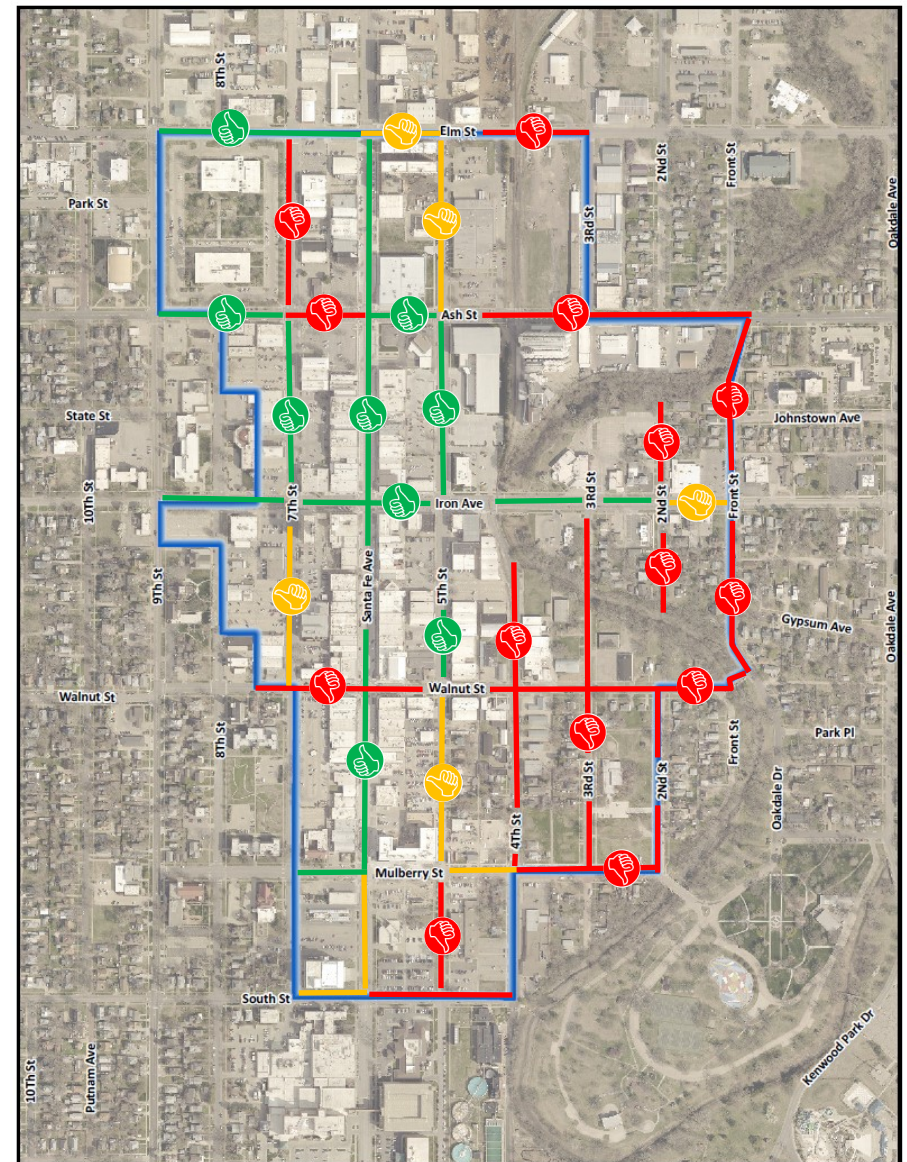 8Th St
Elm St
2Nd St
Front St
Park St
Oakdale Ave
3Rd St
Ash St
State St
Johnstown Ave
10Th St
7Th St
Iron Ave
3Rd St
2Nd St
Front St
9Th St
Santa Fe Ave
5Th St
Gypsum Ave
Oakdale Ave
Walnut St
Walnut St
8Th St
Front St
Park Pl
3Rd St
2Nd St
Oakdale Dr
4Th St
Mulberry St
South St
Kenwood Park Dr
10Th St
Putnam Ave